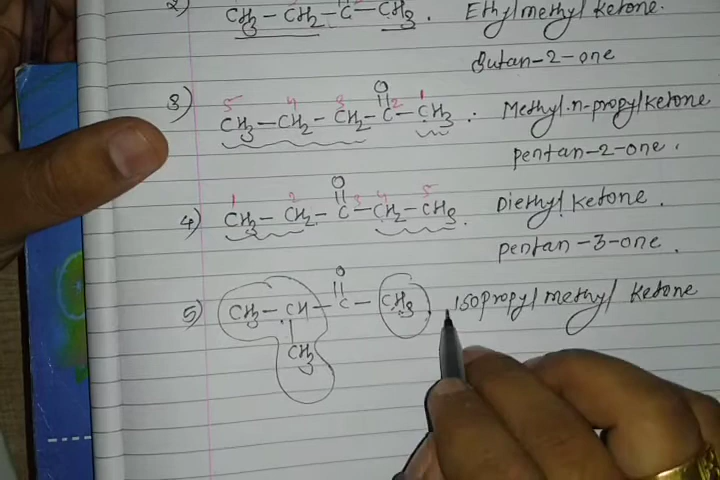 2) CH3-CH2-C-CH3. Ethylmethyl ketone.
Butan-2-one
O
5 4 3 2 1
3) CH3-CH2-CH2-C-CH3. Methyl-n-propylketone
pentan-2-one.
O
1 2 3 4 5
4) CH3-CH2-C-CH2-CH3. Diethyl ketone.
pentan-3-one.
O
5) CH3-CH-C-CH3. isopropyl methyl ketone
CH3